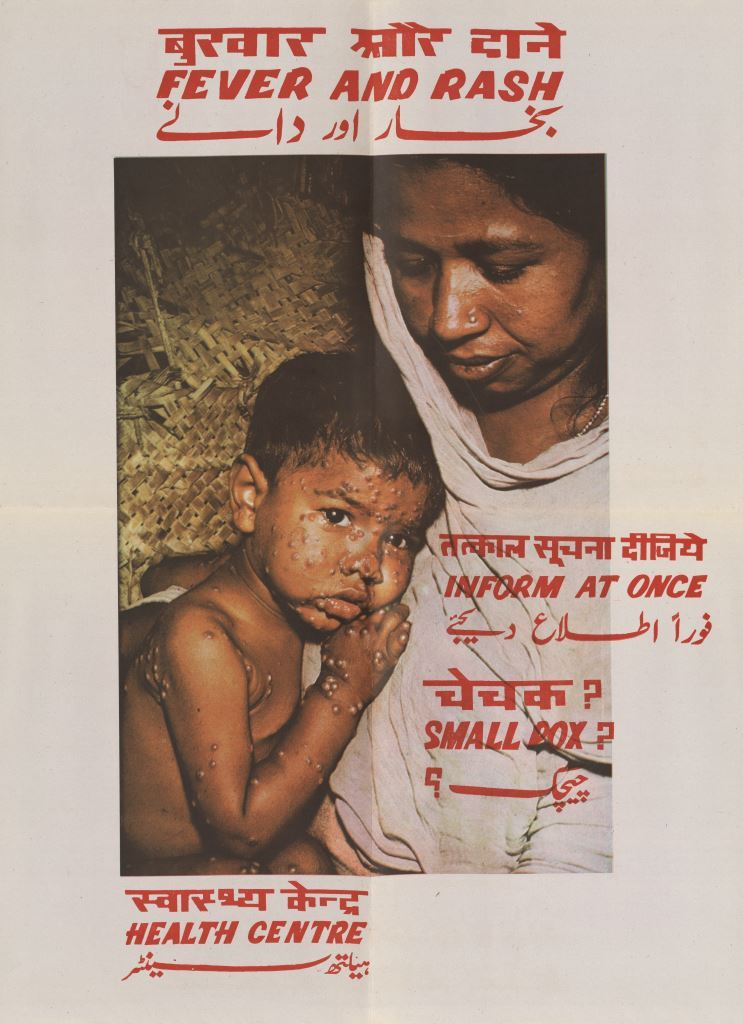 बुखार और दाने
FEVER AND RASH
بخار اور دانے
तत्काल सूचना दीजिये
INFORM AT ONCE
فوراً اطلاع دیجئے
चेचक ?
SMALL POX ?
چیچک ؟
स्वास्थ्य केन्द्र
HEALTH CENTRE
ہیلتھ سینٹر